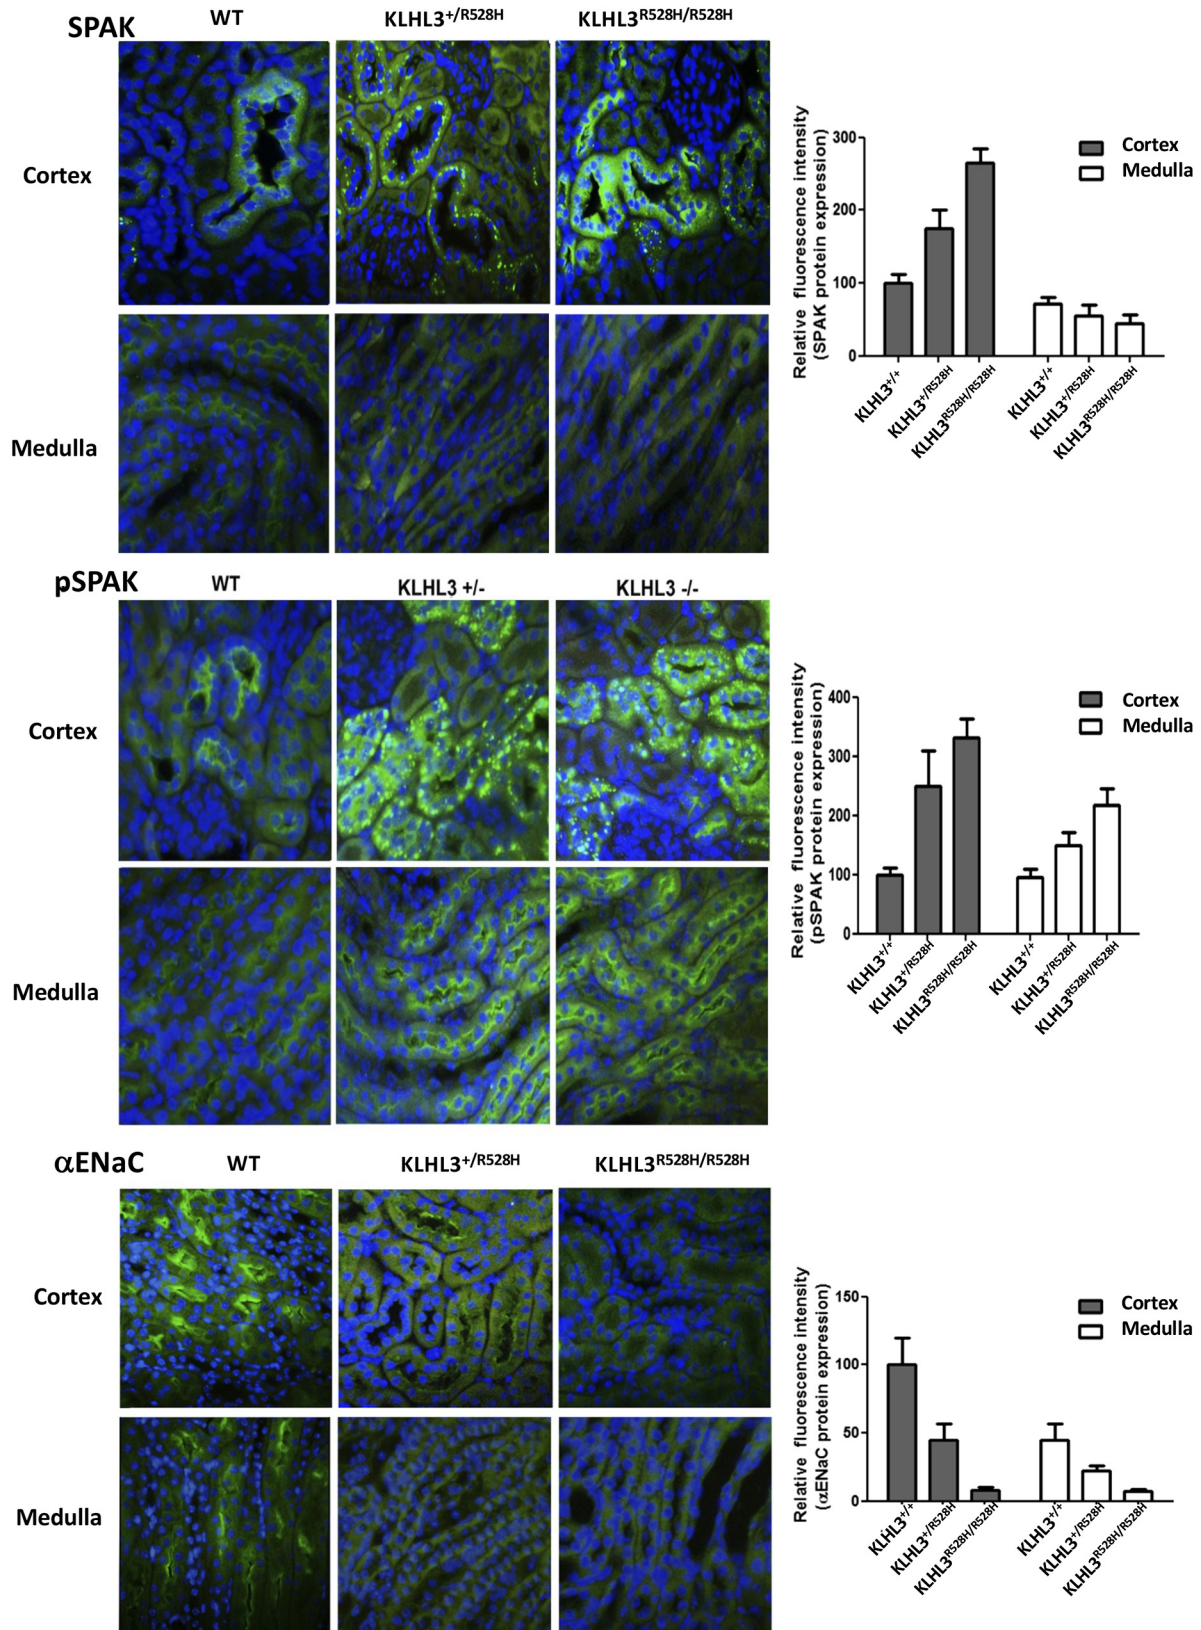 SPAK
WT
KLHL3+/R528H
KLHL3R528H/R528H
Cortex
Medulla
Relative fluorescence intensity
(SPAK protein expression)
300
200
100
0
Cortex
Medulla
KLHL3+/+
KLHL3+/R528H
KLHL3R528H/R528H
KLHL3+/+
KLHL3+/R528H
KLHL3R528H/R528H
pSPAK
WT
KLHL3 +/-
KLHL3 -/-
Cortex
Medulla
Relative fluorescence intensity
(pSPAK protein expression)
400
300
200
100
0
Cortex
Medulla
KLHL3+/+
KLHL3+/R528H
KLHL3R528H/R528H
KLHL3+/+
KLHL3+/R528H
KLHL3R528H/R528H
αENaC
WT
KLHL3+/R528H
KLHL3R528H/R528H
Cortex
Medulla
Relative fluorescence intensity
(αENaC protein expression)
150
100
50
0
Cortex
Medulla
KLHL3+/+
KLHL3+/R528H
KLHL3R528H/R528H
KLHL3+/+
KLHL3+/R528H
KLHL3R528H/R528H